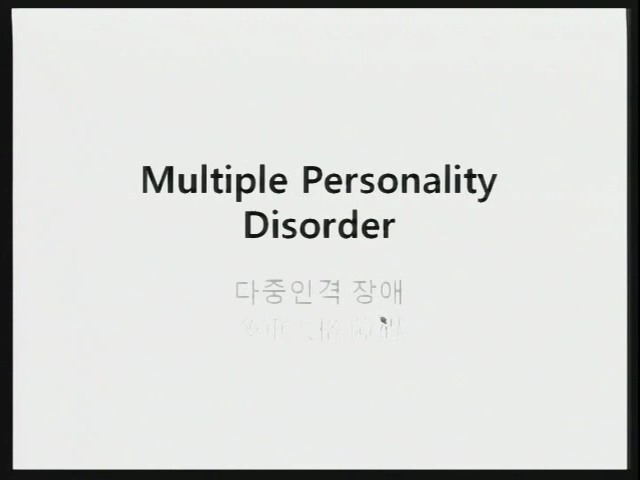 Multiple Personality
Disorder
다중인격 장애